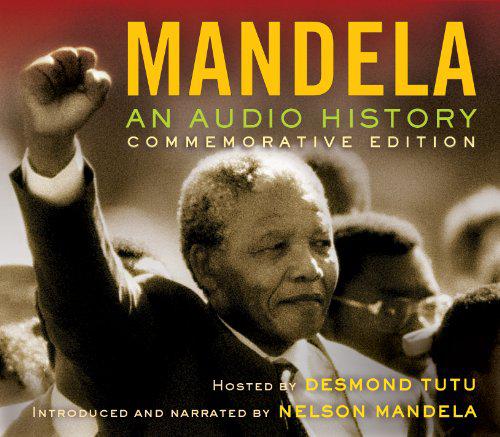 MANDELA
AN AUDIO HISTORY
COMMEMORATIVE EDITION
HOSTED BY DESMOND TUTU
INTRODUCED AND NARRATED BY NELSON MANDELA